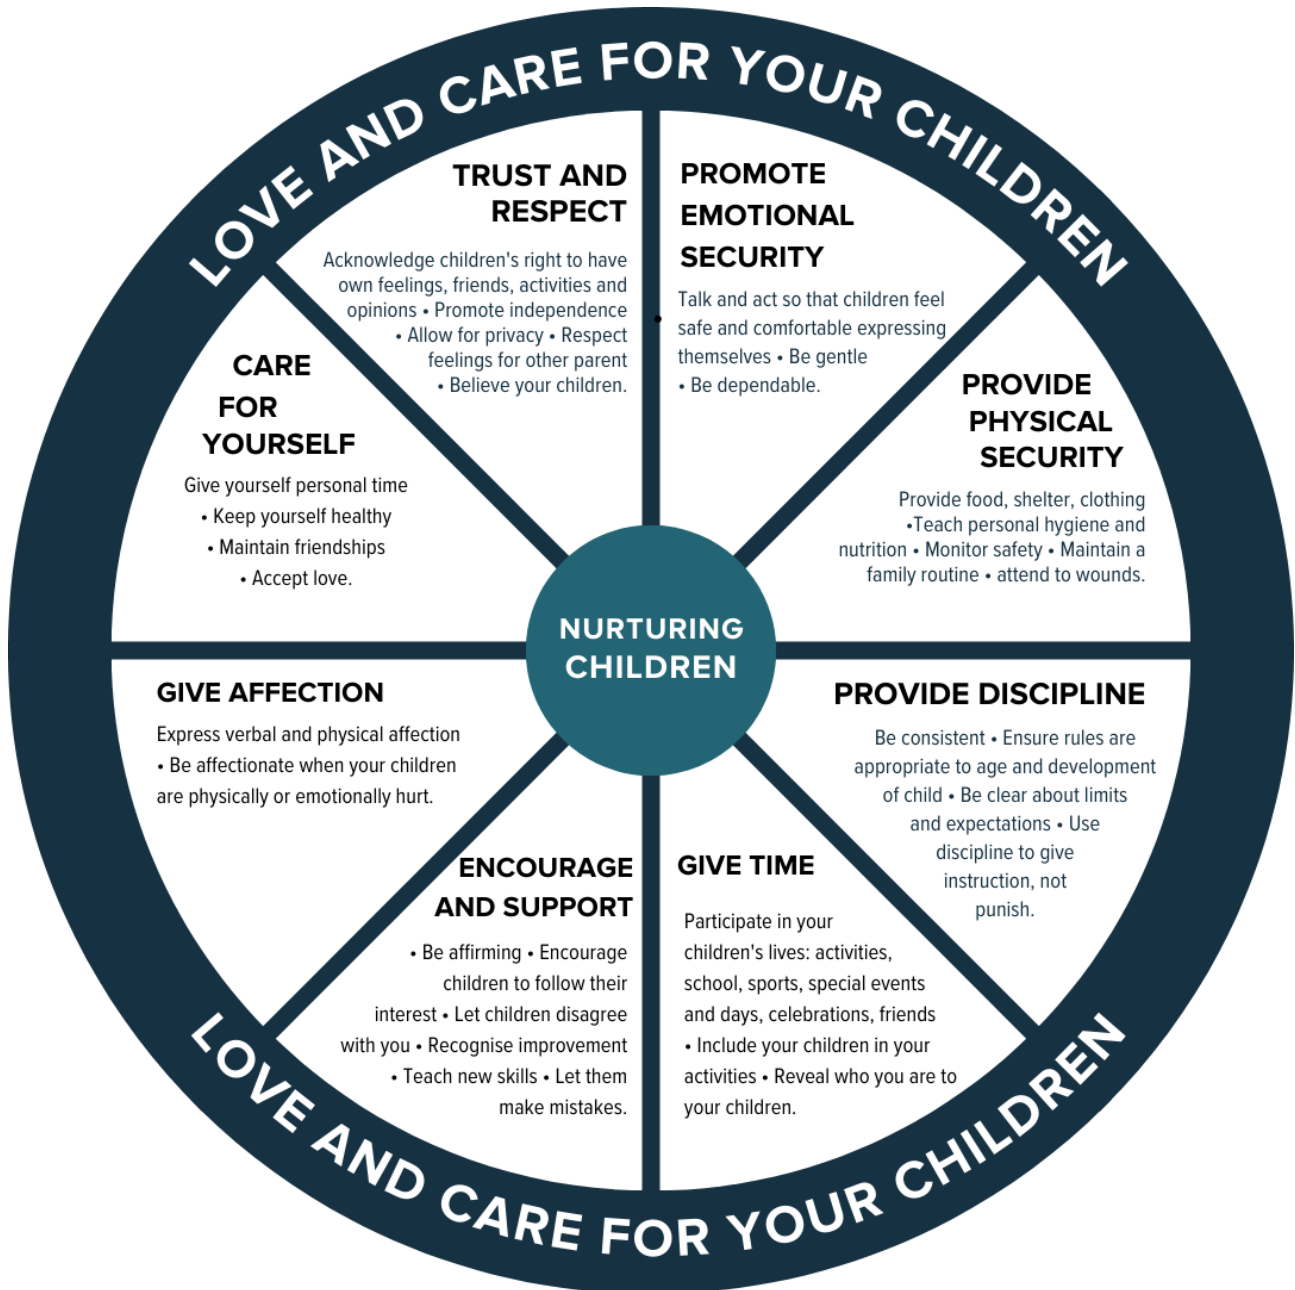 LOVE AND CARE FOR YOUR CHILDREN
TRUST AND
RESPECT
Acknowledge children's right to have
own feelings, friends, activities and
opinions • Promote independence
• Allow for privacy • Respect
feelings for other parent
• Believe your children.
PROMOTE
EMOTIONAL
SECURITY
Talk and act so that children feel
safe and comfortable expressing
themselves • Be gentle
• Be dependable.
PROVIDE
PHYSICAL
SECURITY
Provide food, shelter, clothing
•Teach personal hygiene and
nutrition • Monitor safety • Maintain a
family routine • attend to wounds.
PROVIDE DISCIPLINE
Be consistent • Ensure rules are
appropriate to age and development
of child • Be clear about limits
and expectations • Use
discipline to give
instruction, not
punish.
GIVE TIME
Participate in your
children's lives: activities,
school, sports, special events
and days, celebrations, friends
• Include your children in your
activities • Reveal who you are to
your children.
ENCOURAGE
AND SUPPORT
• Be affirming • Encourage
children to follow their
interest • Let children disagree
with you • Recognise improvement
• Teach new skills • Let them
make mistakes.
GIVE AFFECTION
Express verbal and physical affection
• Be affectionate when your children
are physically or emotionally hurt.
CARE
FOR
YOURSELF
Give yourself personal time
• Keep yourself healthy
• Maintain friendships
• Accept love.
NURTURING
CHILDREN
LOVE AND CARE FOR YOUR CHILDREN